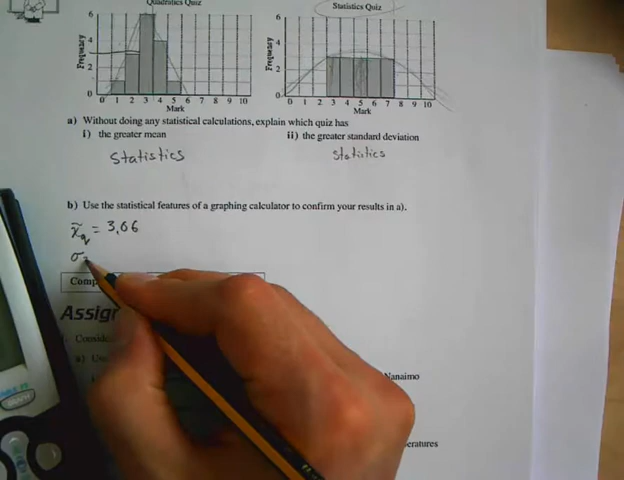 Quadratics Quiz
Statistics Quiz
6
4
2
0
Frequency
0 1 2 3 4 5 6 7 8 9 10
Mark
6
4
2
0
Frequency
0 1 2 3 4 5 6 7 8 9 10
Mark
a) Without doing any statistical calculations, explain which quiz has
i) the greater mean
ii) the greater standard deviation
Statistics
Statistics
b) Use the statistical features of a graphing calculator to confirm your results in a).
x̄q = 3,06
σ=
Comp
Assig
Conside
a) Us
Nanaimo
eratures